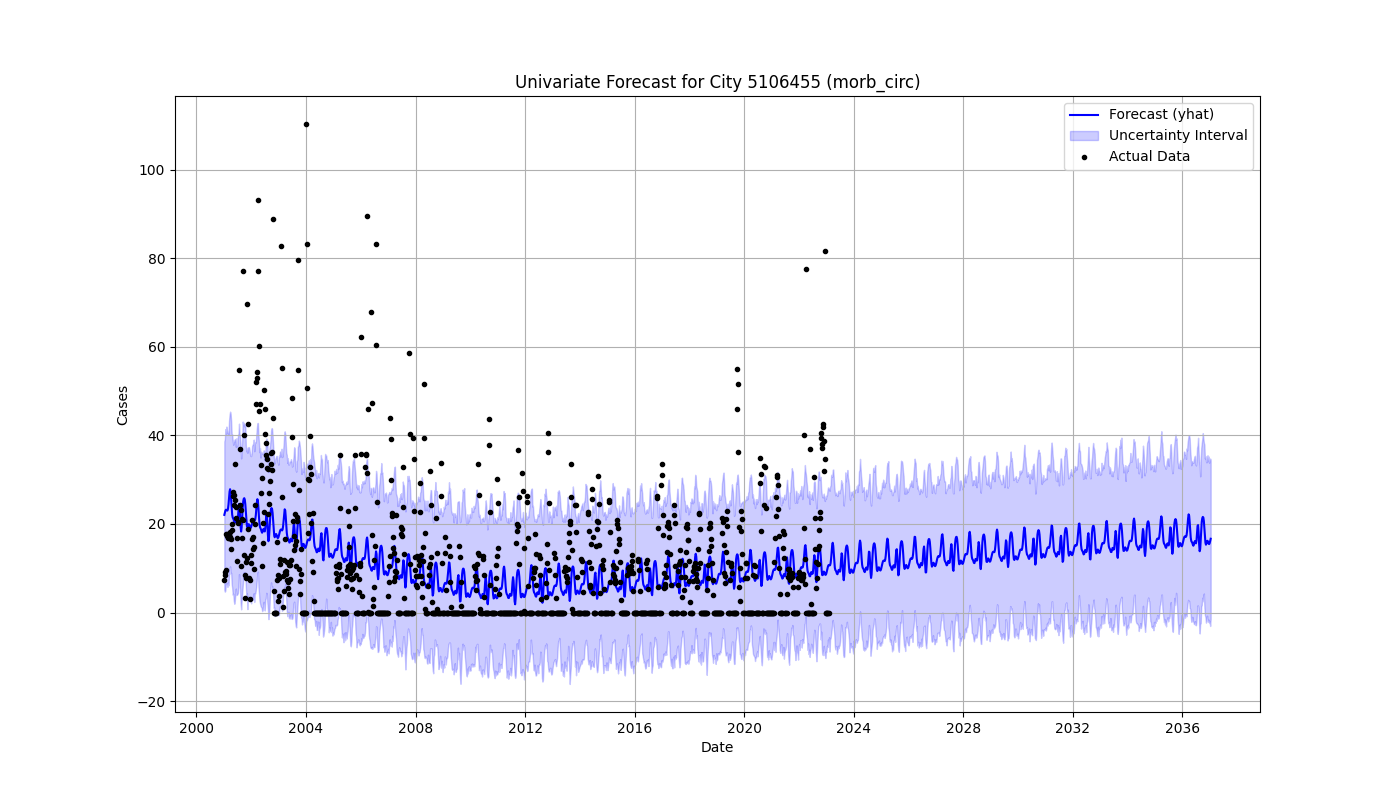 Univariate Forecast for City 5106455 (morb_circ)
Forecast (yhat)
Uncertainty Interval
Actual Data
Cases
100
80
60
40
20
0
−20
2000 2004 2008 2012 2016 2020 2024 2028 2032 2036
Date